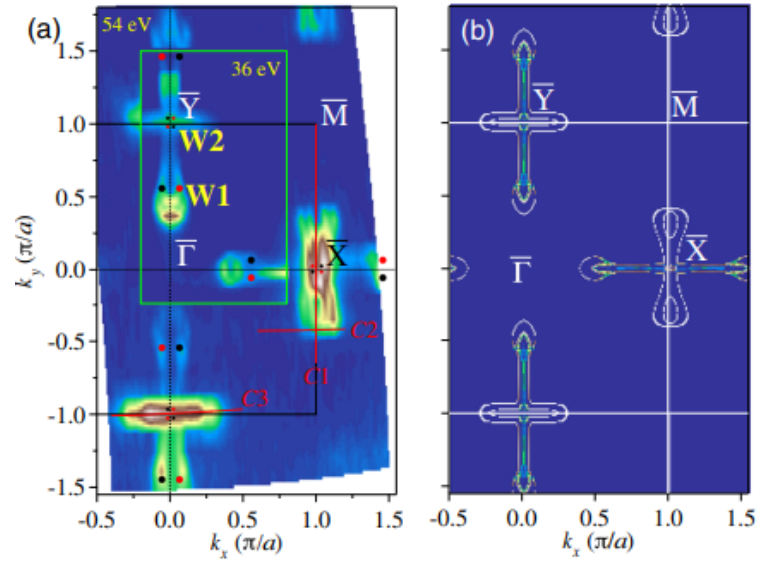 (a)
54 eV
36 eV
1.5
1.0
0.5
0.0
-0.5
-1.0
-1.5
k_y (π/a)
Y̅
M̅
W2
W1
Γ̅
X̅
C2
C1
C3
-0.5 0.0 0.5 1.0 1.5
k_x (π/a)
(b)
Y̅
M̅
Γ̅
X̅
-0.5 0.0 0.5 1.0 1.5
k_x (π/a)